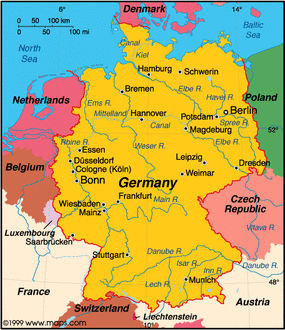 6°
Denmark
14°
0 50 100 km
0 50 100 mi
Baltic
Sea
North
Sea
Canal
Kiel
Hamburg
Schwerin
Elbe R.
Bremen
Ems R.
Havel R.
Poland
Netherlands
Mittelland
Hannover
Potsdam
Berlin
Canal
Spree R.
52°
Magdeburg
Elbe R.
Rhine R.
Weser R.
Essen
Düsseldorf
Leipzig
Belgium
Cologne (Köln)
Dresden
Weimar
Bonn
Germany
Wiesbaden
Frankfurt
Main R.
Czech
Republic
Mainz
Luxembourg
Saarbrücken
Vltava R.
Stuttgart
Danube R.
Danube R.
Isar R.
Inn R.
Lech R.
Munich
France
Austria
Switzerland
Liechtenstein
©1999 www.maps.com
10°